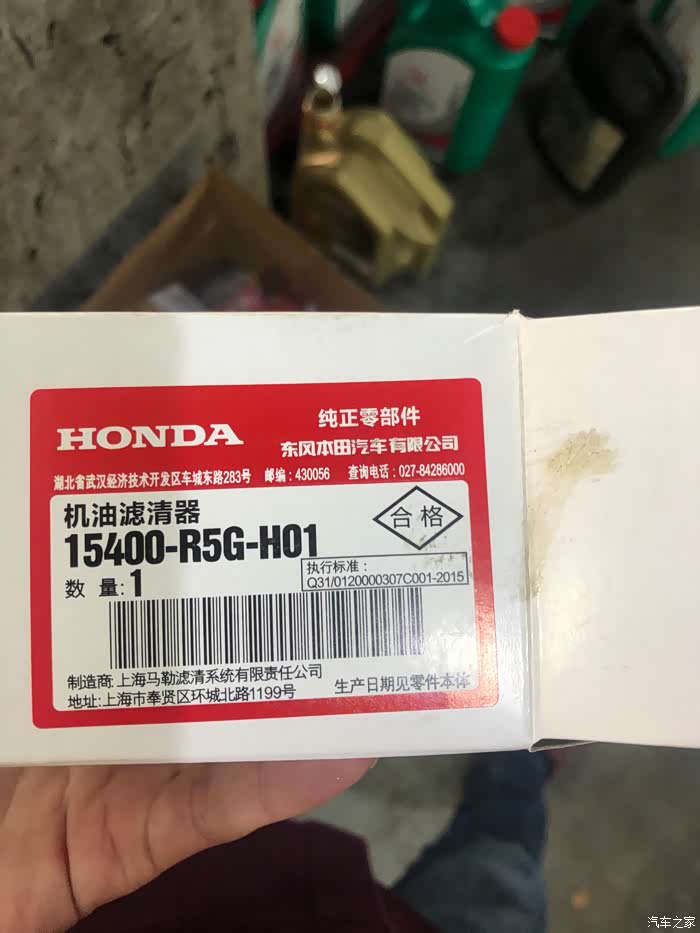 HONDA
纯正零部件
东风本田汽车有限公司
湖北省武汉经济技术开发区车城东路283号 邮编：430056 查询电话：027-84286000
机油滤清器
合格
15400-R5G-H01
执行标准：
Q31/0120000307C001-2015
数 量：1
制造商：上海马勒滤清系统有限责任公司
地址：上海市奉贤区环城北路1199号
生产日期见零件本体
汽车之家